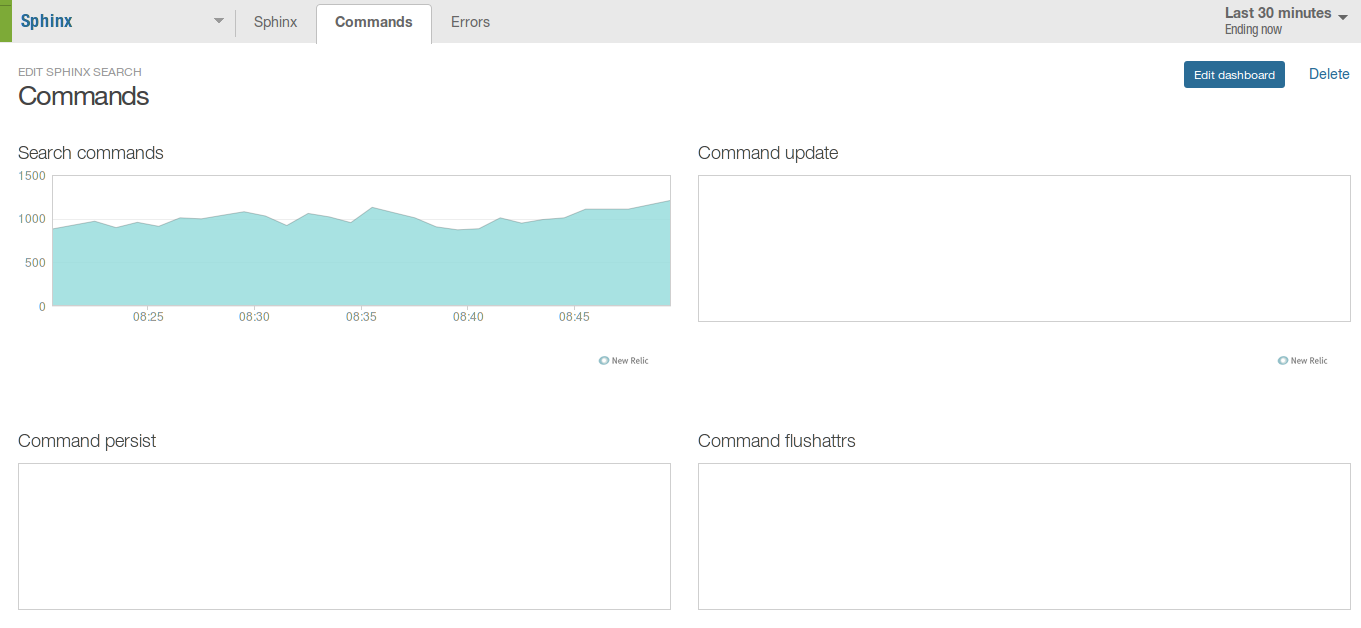 Sphinx
Sphinx
Commands
Errors
Last 30 minutes
Ending now
EDIT SPHINX SEARCH
Commands
Edit dashboard
Delete
Search commands
1500
1000
500
0
08:25 08:30 08:35 08:40 08:45
New Relic
Command update
New Relic
Command persist
Command flushattrs